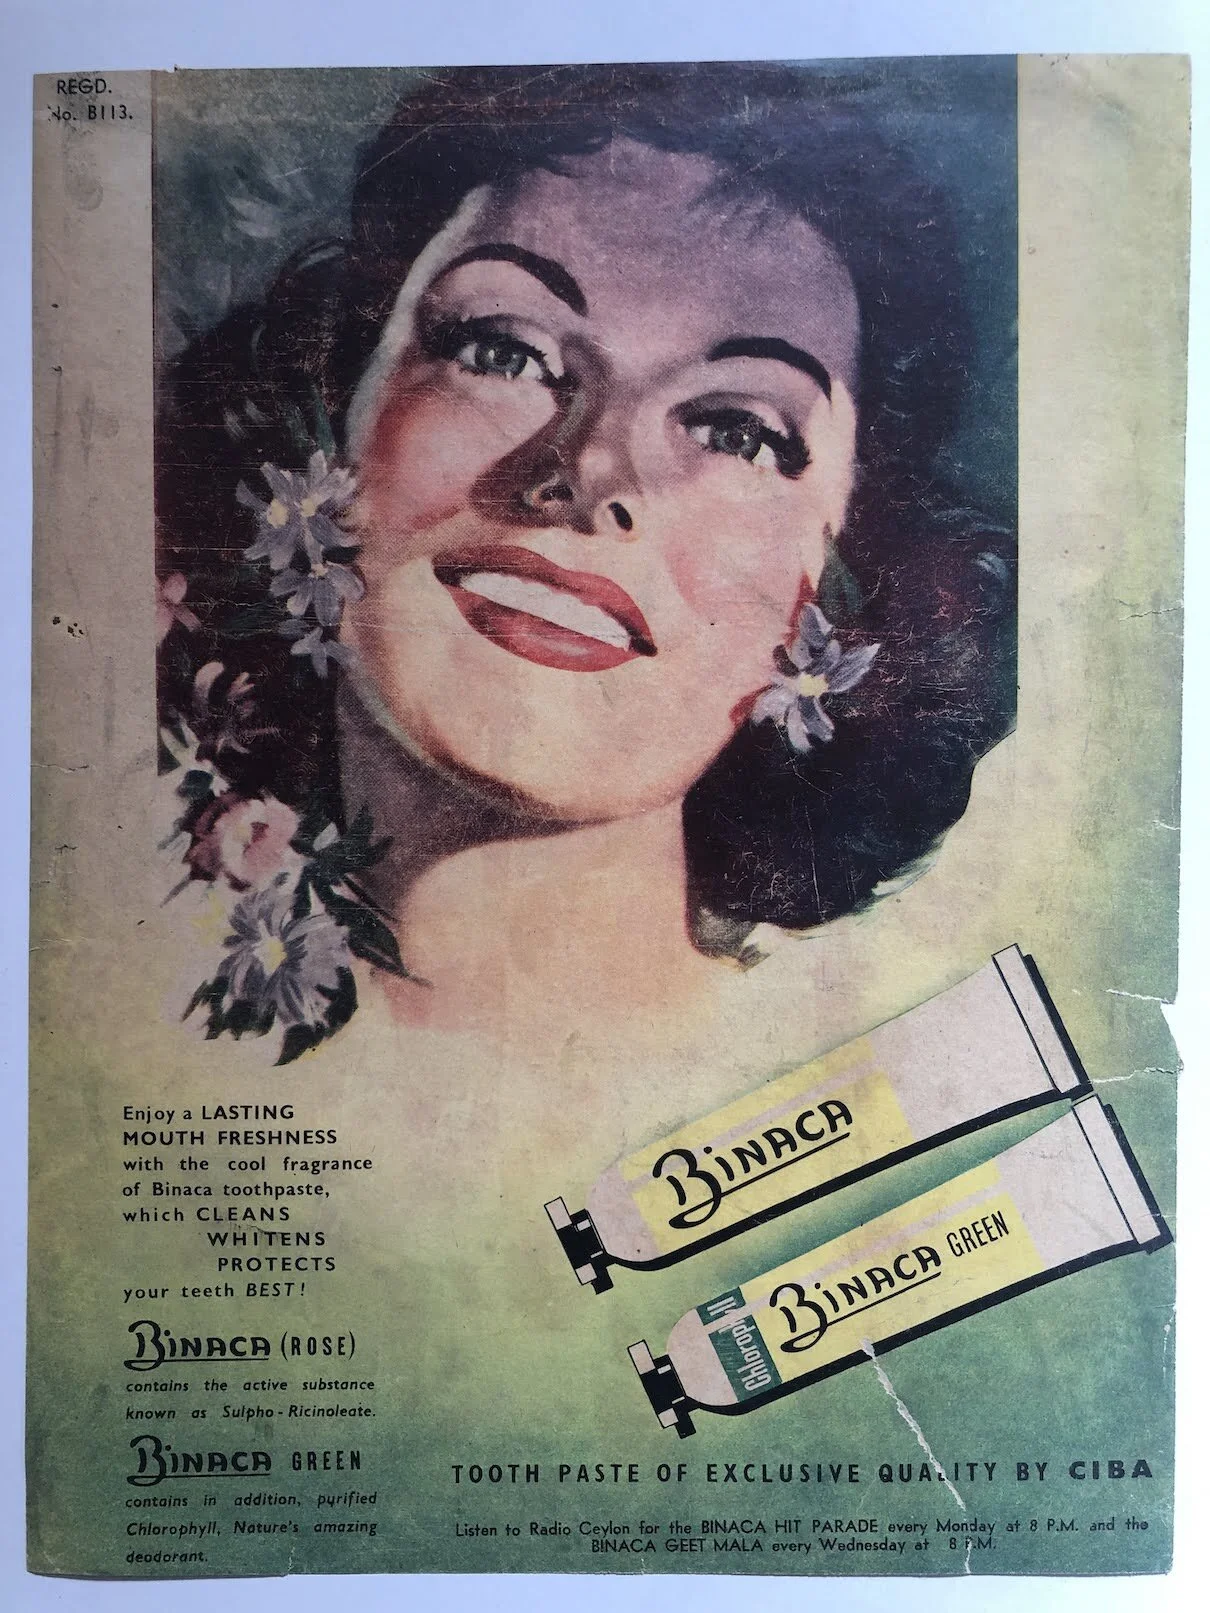 REGD.
No. B113.
Enjoy a LASTING
MOUTH FRESHNESS
with the cool fragrance
of Binaca toothpaste,
which CLEANS
WHITENS
PROTECTS
your teeth BEST!
BINACA (ROSE)
contains the active substance
known as Sulpho-Ricinoleate.
BINACA GREEN
contains in addition, purified
Chlorophyll, Nature's amazing
deodorant.
BINACA
BINACA GREEN
Chlorophyll
TOOTH PASTE OF EXCLUSIVE QUALITY BY CIBA
Listen to Radio Ceylon for the BINACA HIT PARADE every Monday at 8 P.M. and the
BINACA GEET MALA every Wednesday at 8 P.M.